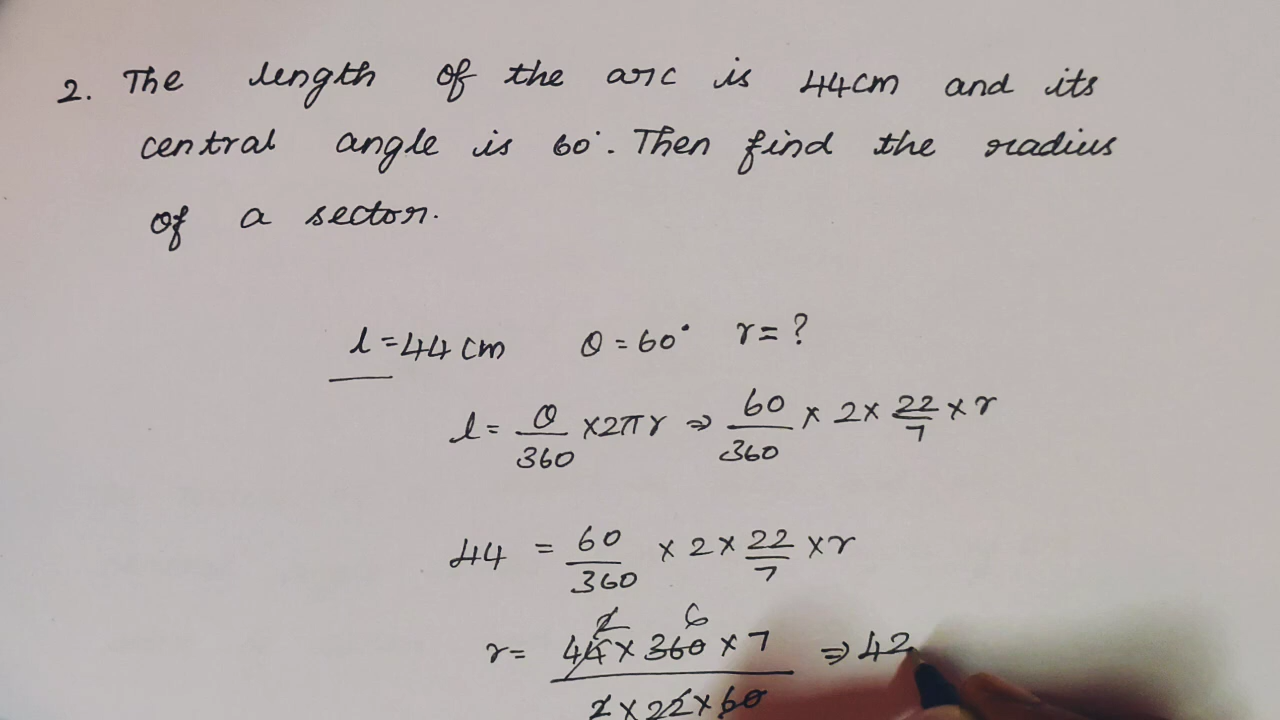 2. The length of the arc is 44cm and its
central angle is 60°. Then find the radius
of a sector.
l = 44 cm θ = 60° r = ?
l = θ/360 × 2πr ⇒ 60/360 × 2 × 22/7 × r
44 = 60/360 × 2 × 22/7 × r
2 6
r = 44 × 360 × 7 / 2 × 22 × 60 ⇒ 42